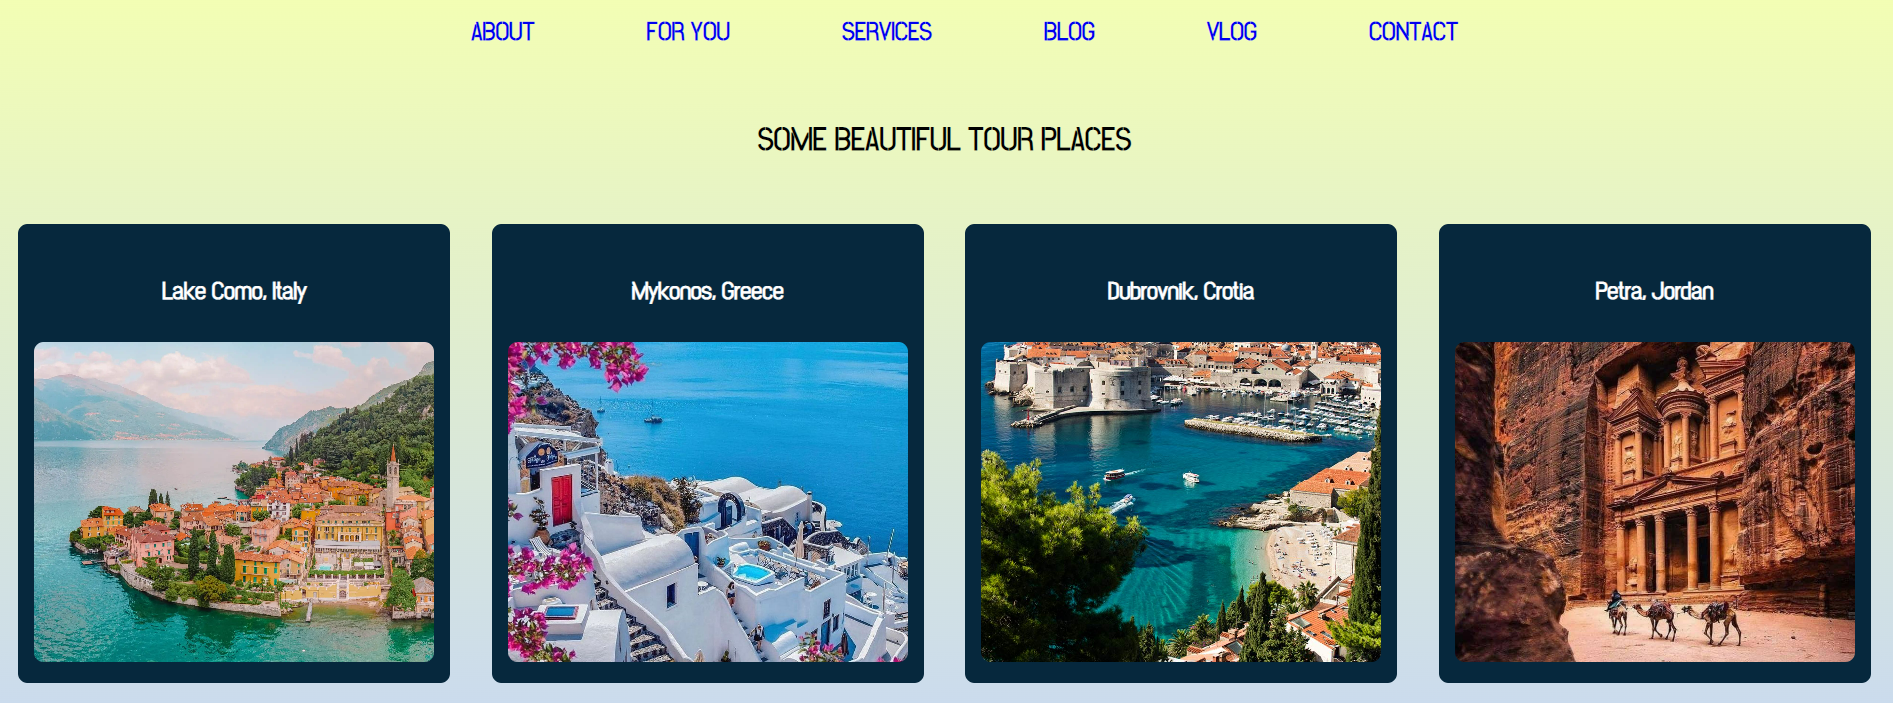 ABOUT FOR YOU SERVICES BLOG VLOG CONTACT
SOME BEAUTIFUL TOUR PLACES
Lake Como, Italy
Mykonos, Greece
Dubrovnik, Crotia
Petra, Jordan